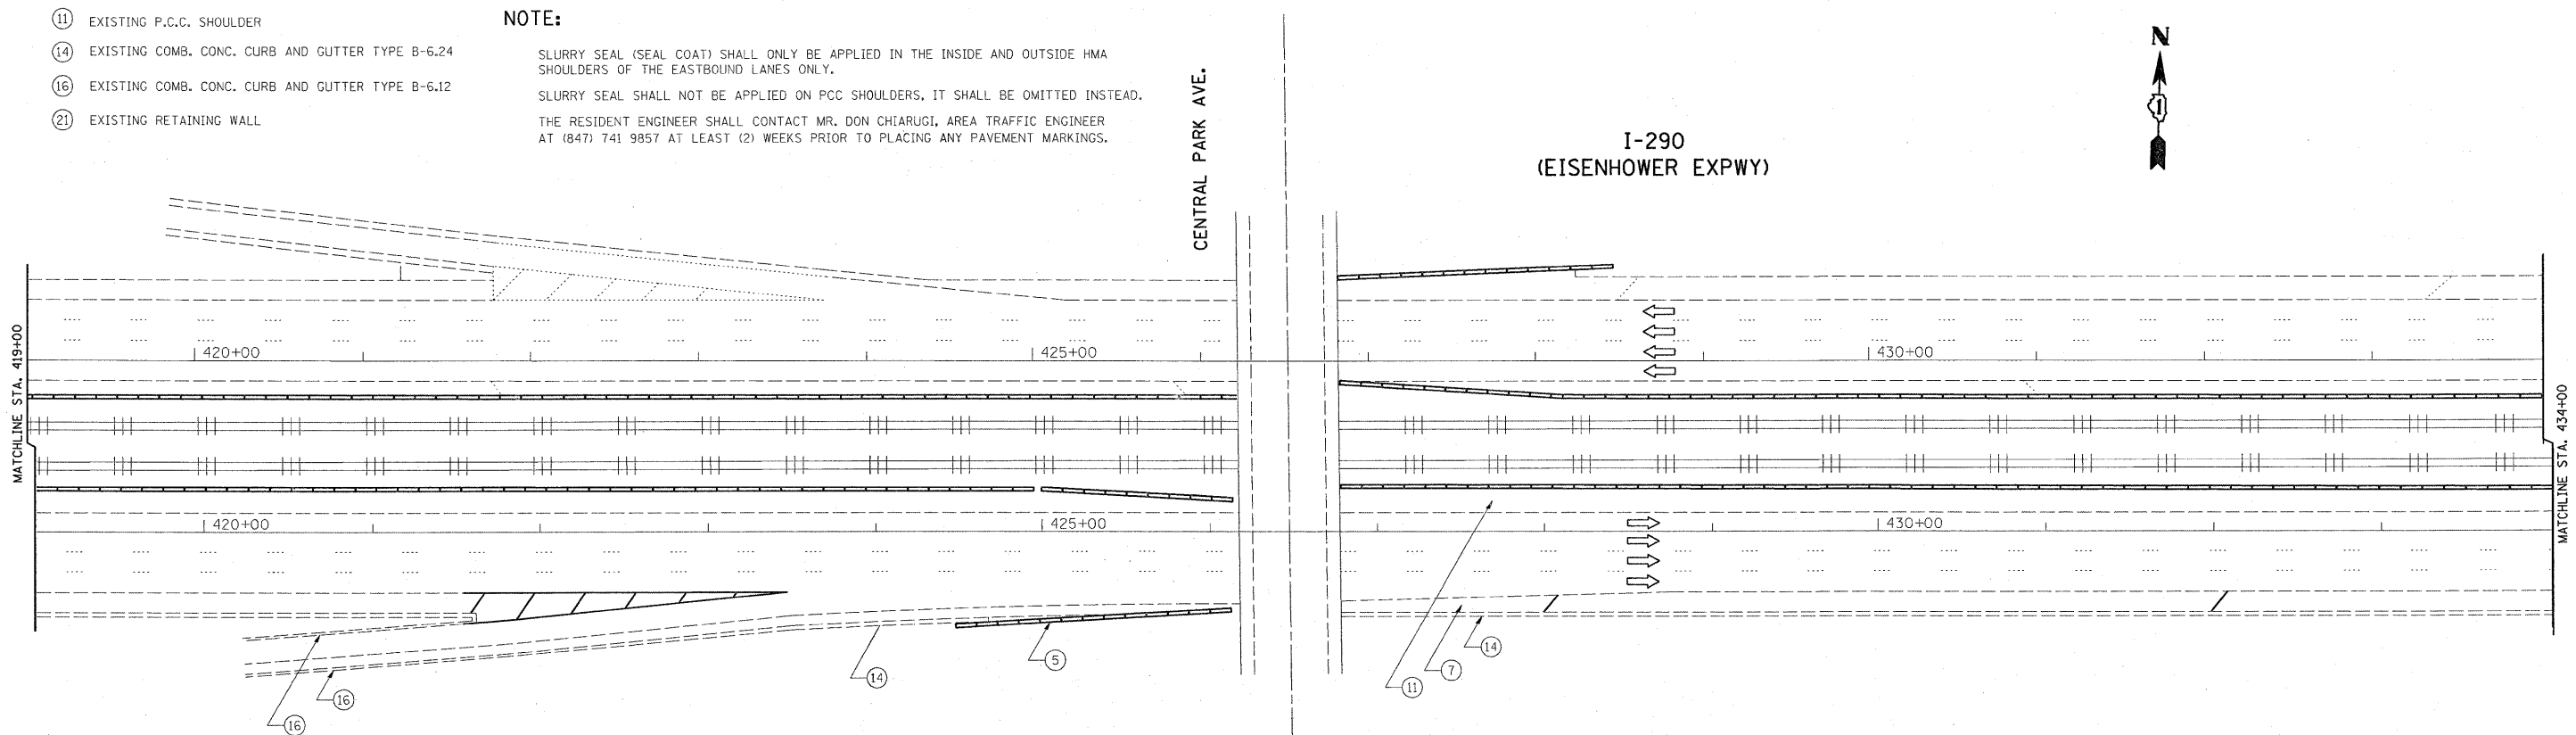 11 EXISTING P.C.C. SHOULDER
14 EXISTING COMB. CONC. CURB AND GUTTER TYPE B-6.24
16 EXISTING COMB. CONC. CURB AND GUTTER TYPE B-6.12
21 EXISTING RETAINING WALL
NOTE:
SLURRY SEAL (SEAL COAT) SHALL ONLY BE APPLIED IN THE INSIDE AND OUTSIDE HMA
SHOULDERS OF THE EASTBOUND LANES ONLY.
SLURRY SEAL SHALL NOT BE APPLIED ON PCC SHOULDERS, IT SHALL BE OMITTED INSTEAD.
THE RESIDENT ENGINEER SHALL CONTACT MR. DON CHIARUGI, AREA TRAFFIC ENGINEER
AT (847) 741 9857 AT LEAST (2) WEEKS PRIOR TO PLACING ANY PAVEMENT MARKINGS.
CENTRAL PARK AVE.
I-290
(EISENHOWER EXPWY)
N
1
MATCHLINE STA. 419+00
420+00
425+00
430+00
MATCHLINE STA. 434+00
420+00
425+00
430+00
5
14
16
16
14
7
11